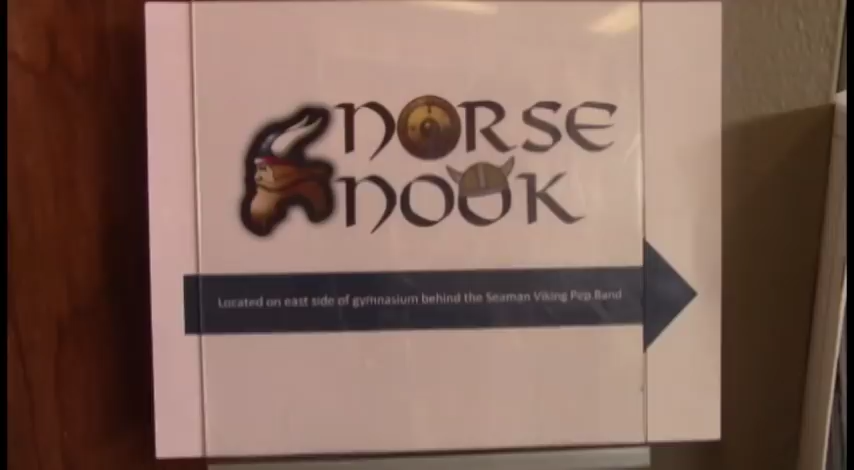 NORSE
NOOK
Located on east side of gymnasium behind the Seaman Viking Pep Band